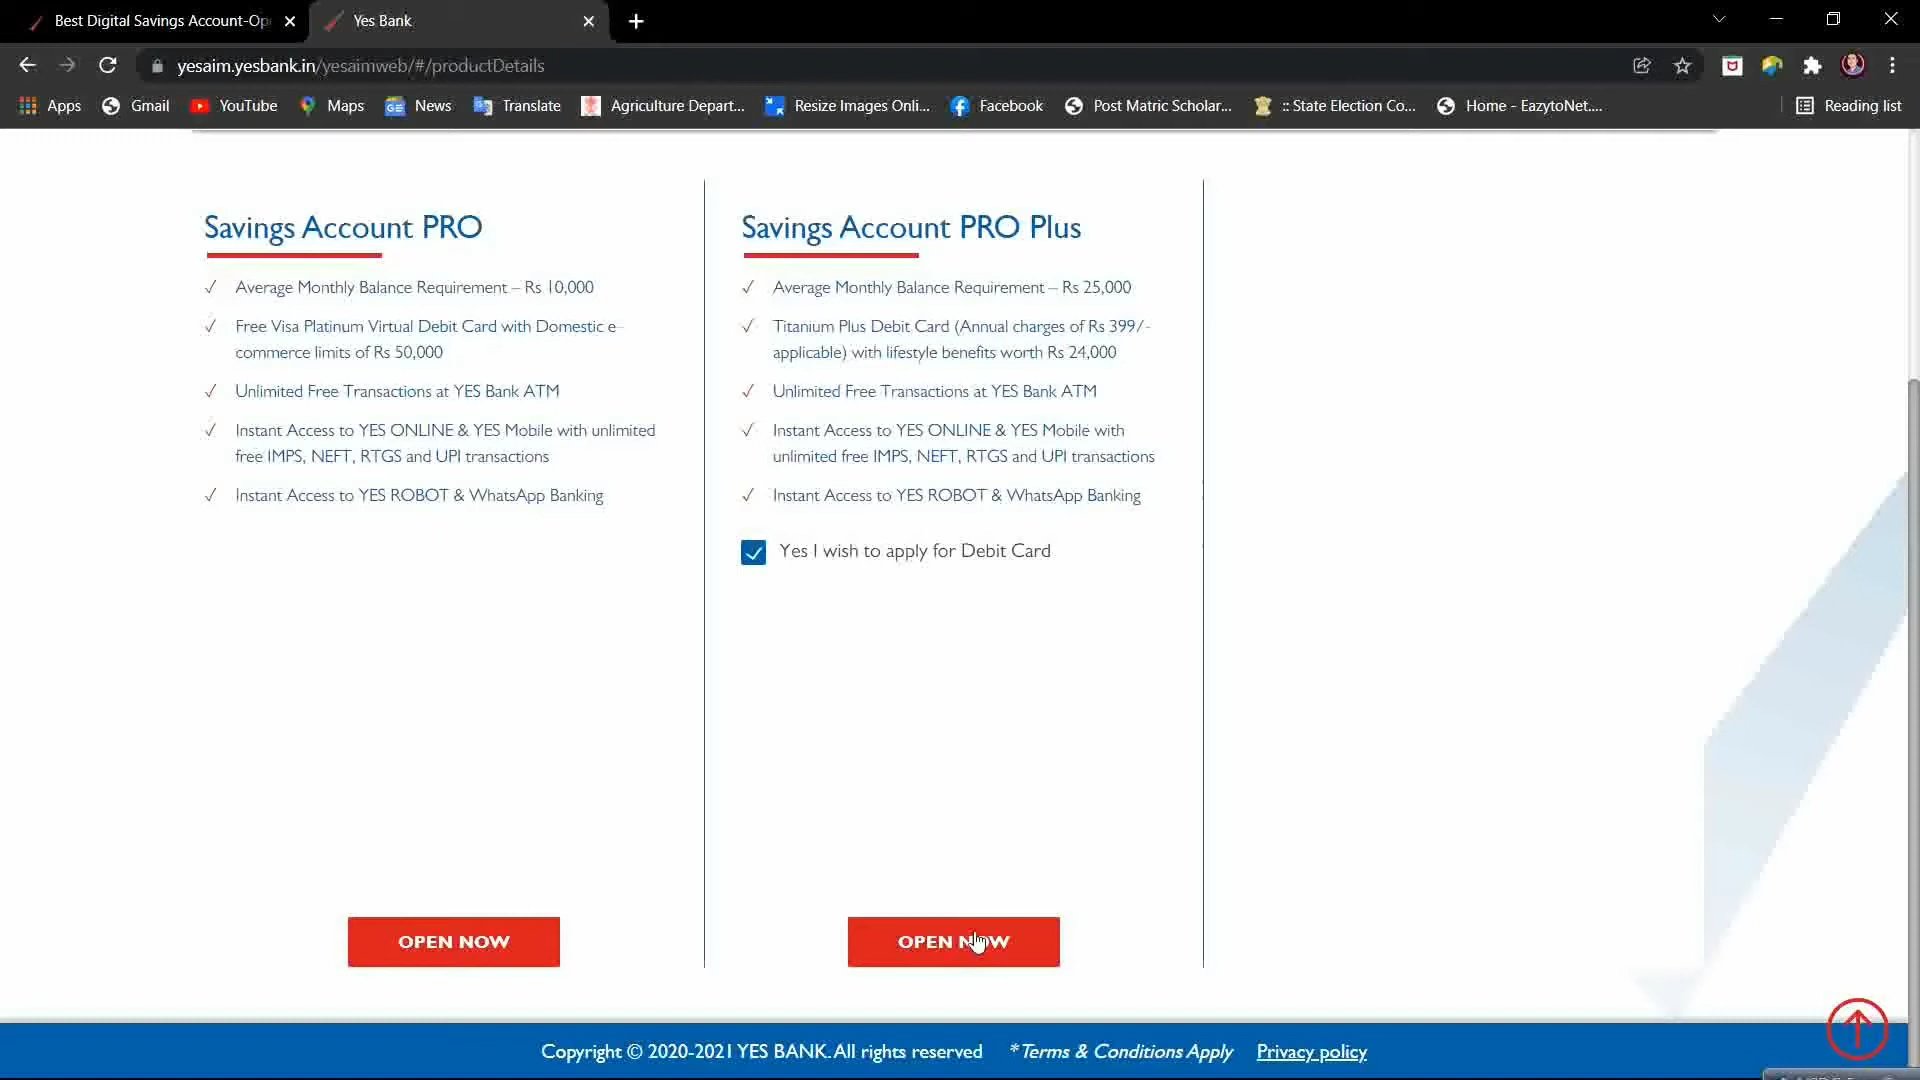 Best Digital Savings Account-Op
Yes Bank
yesaim.yesbank.in/yesaimweb/#/productDetails
Apps
Gmail
YouTube
Maps
News
Translate
Agriculture Depart...
Resize Images Onli...
Facebook
Post Matric Scholar...
:: State Election Co...
Home - EazytoNet....
Reading list
Savings Account PRO
Average Monthly Balance Requirement – Rs 10,000
Free Visa Platinum Virtual Debit Card with Domestic e-
commerce limits of Rs 50,000
Unlimited Free Transactions at YES Bank ATM
Instant Access to YES ONLINE & YES Mobile with unlimited
free IMPS, NEFT, RTGS and UPI transactions
Instant Access to YES ROBOT & WhatsApp Banking
OPEN NOW
Savings Account PRO Plus
Average Monthly Balance Requirement – Rs 25,000
Titanium Plus Debit Card (Annual charges of Rs 399/-
applicable) with lifestyle benefits worth Rs 24,000
Unlimited Free Transactions at YES Bank ATM
Instant Access to YES ONLINE & YES Mobile with
unlimited free IMPS, NEFT, RTGS and UPI transactions
Instant Access to YES ROBOT & WhatsApp Banking
Yes I wish to apply for Debit Card
OPEN NOW
Copyright © 2020-2021 YES BANK. All rights reserved * Terms & Conditions Apply Privacy policy